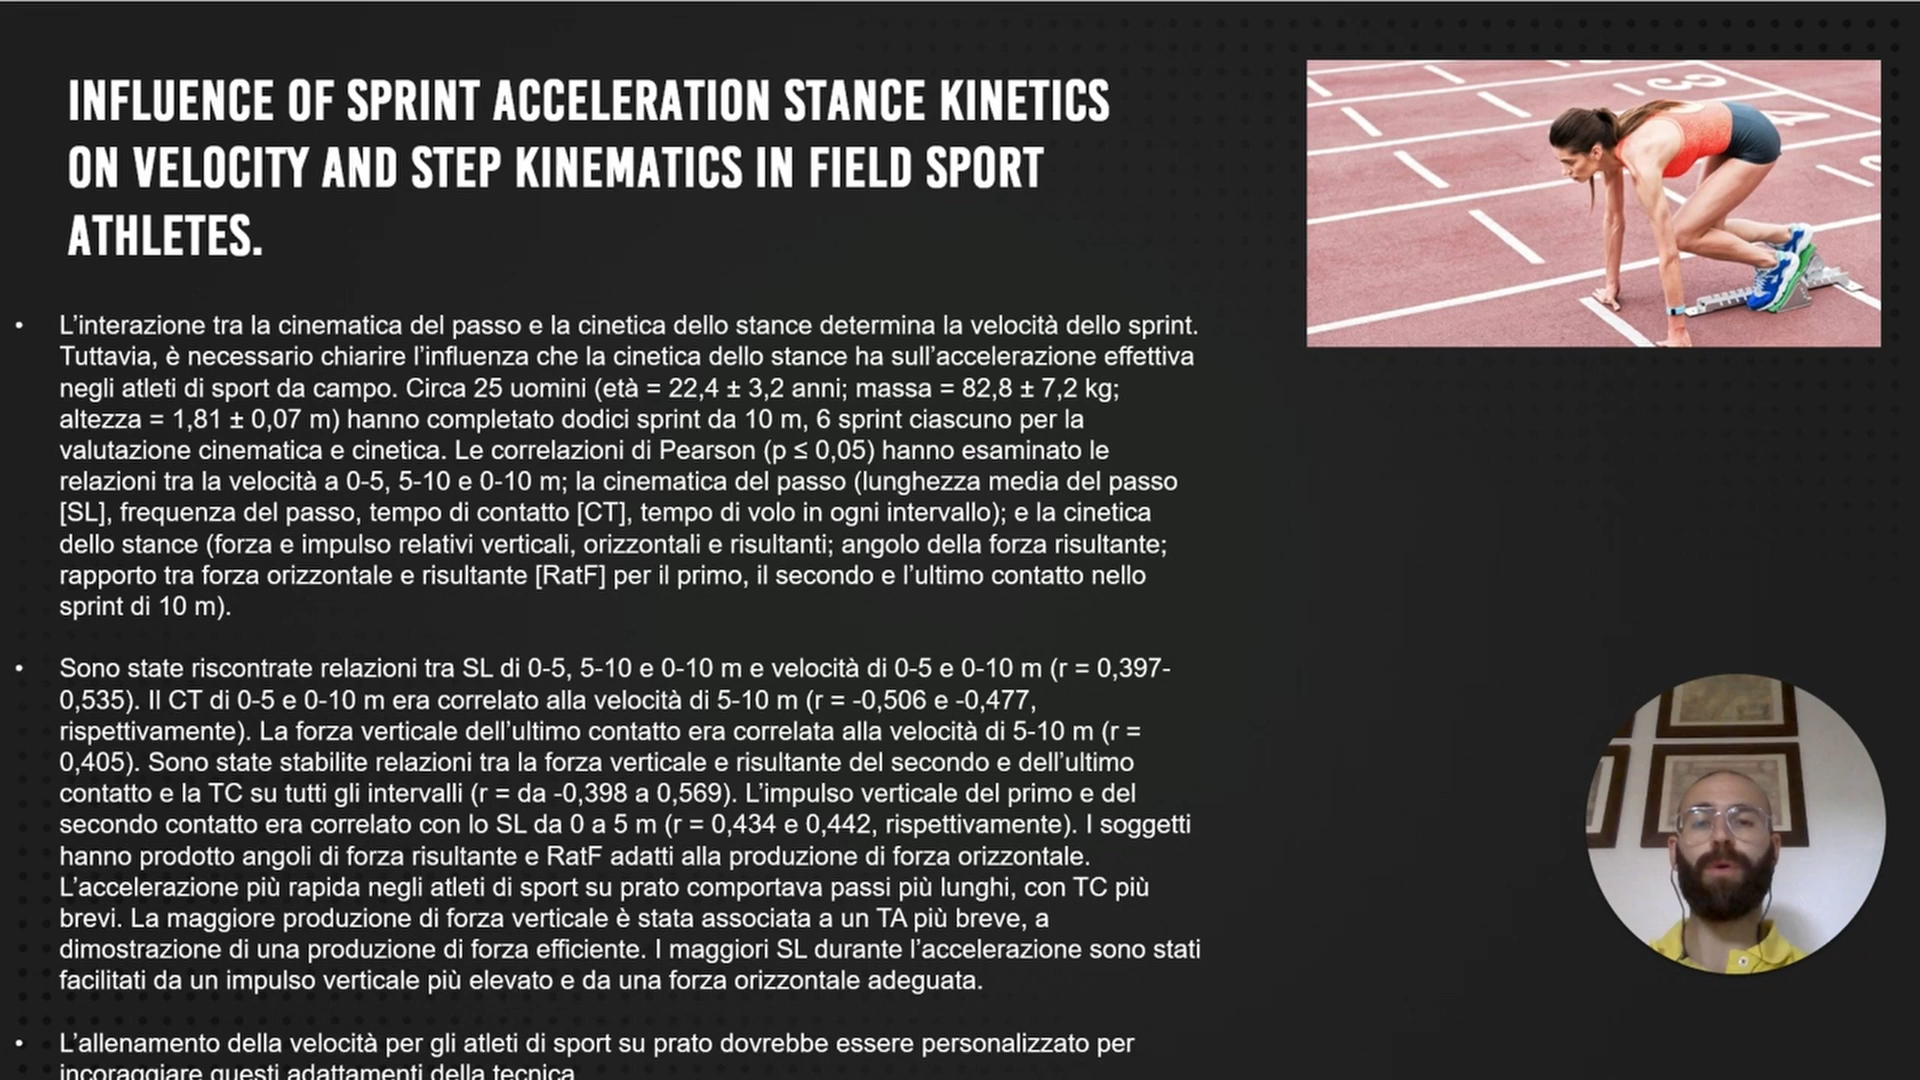 INFLUENCE OF SPRINT ACCELERATION STANCE KINETICS
ON VELOCITY AND STEP KINEMATICS IN FIELD SPORT
ATHLETES.
• L’interazione tra la cinematica del passo e la cinetica dello stance determina la velocità dello sprint.
Tuttavia, è necessario chiarire l’influenza che la cinetica dello stance ha sull’accelerazione effettiva
negli atleti di sport da campo. Circa 25 uomini (età = 22,4 ± 3,2 anni; massa = 82,8 ± 7,2 kg;
altezza = 1,81 ± 0,07 m) hanno completato dodici sprint da 10 m, 6 sprint ciascuno per la
valutazione cinematica e cinetica. Le correlazioni di Pearson (p ≤ 0,05) hanno esaminato le
relazioni tra la velocità a 0-5, 5-10 e 0-10 m; la cinematica del passo (lunghezza media del passo
[SL], frequenza del passo, tempo di contatto [CT], tempo di volo in ogni intervallo); e la cinetica
dello stance (forza e impulso relativi verticali, orizzontali e risultanti; angolo della forza risultante;
rapporto tra forza orizzontale e risultante [RatF] per il primo, il secondo e l’ultimo contatto nello
sprint di 10 m).
• Sono state riscontrate relazioni tra SL di 0-5, 5-10 e 0-10 m e velocità di 0-5 e 0-10 m (r = 0,397-
0,535). Il CT di 0-5 e 0-10 m era correlato alla velocità di 5-10 m (r = -0,506 e -0,477,
rispettivamente). La forza verticale dell’ultimo contatto era correlata alla velocità di 5-10 m (r =
0,405). Sono state stabilite relazioni tra la forza verticale e risultante del secondo e dell’ultimo
contatto e la TC su tutti gli intervalli (r = da -0,398 a 0,569). L’impulso verticale del primo e del
secondo contatto era correlato con lo SL da 0 a 5 m (r = 0,434 e 0,442, rispettivamente). I soggetti
hanno prodotto angoli di forza risultante e RatF adatti alla produzione di forza orizzontale.
L’accelerazione più rapida negli atleti di sport su prato comportava passi più lunghi, con TC più
brevi. La maggiore produzione di forza verticale è stata associata a un TA più breve, a
dimostrazione di una produzione di forza efficiente. I maggiori SL durante l’accelerazione sono stati
facilitati da un impulso verticale più elevato e da una forza orizzontale adeguata.
• L’allenamento della velocità per gli atleti di sport su prato dovrebbe essere personalizzato per
incoraggiare questi adattamenti della tecnica
3
4